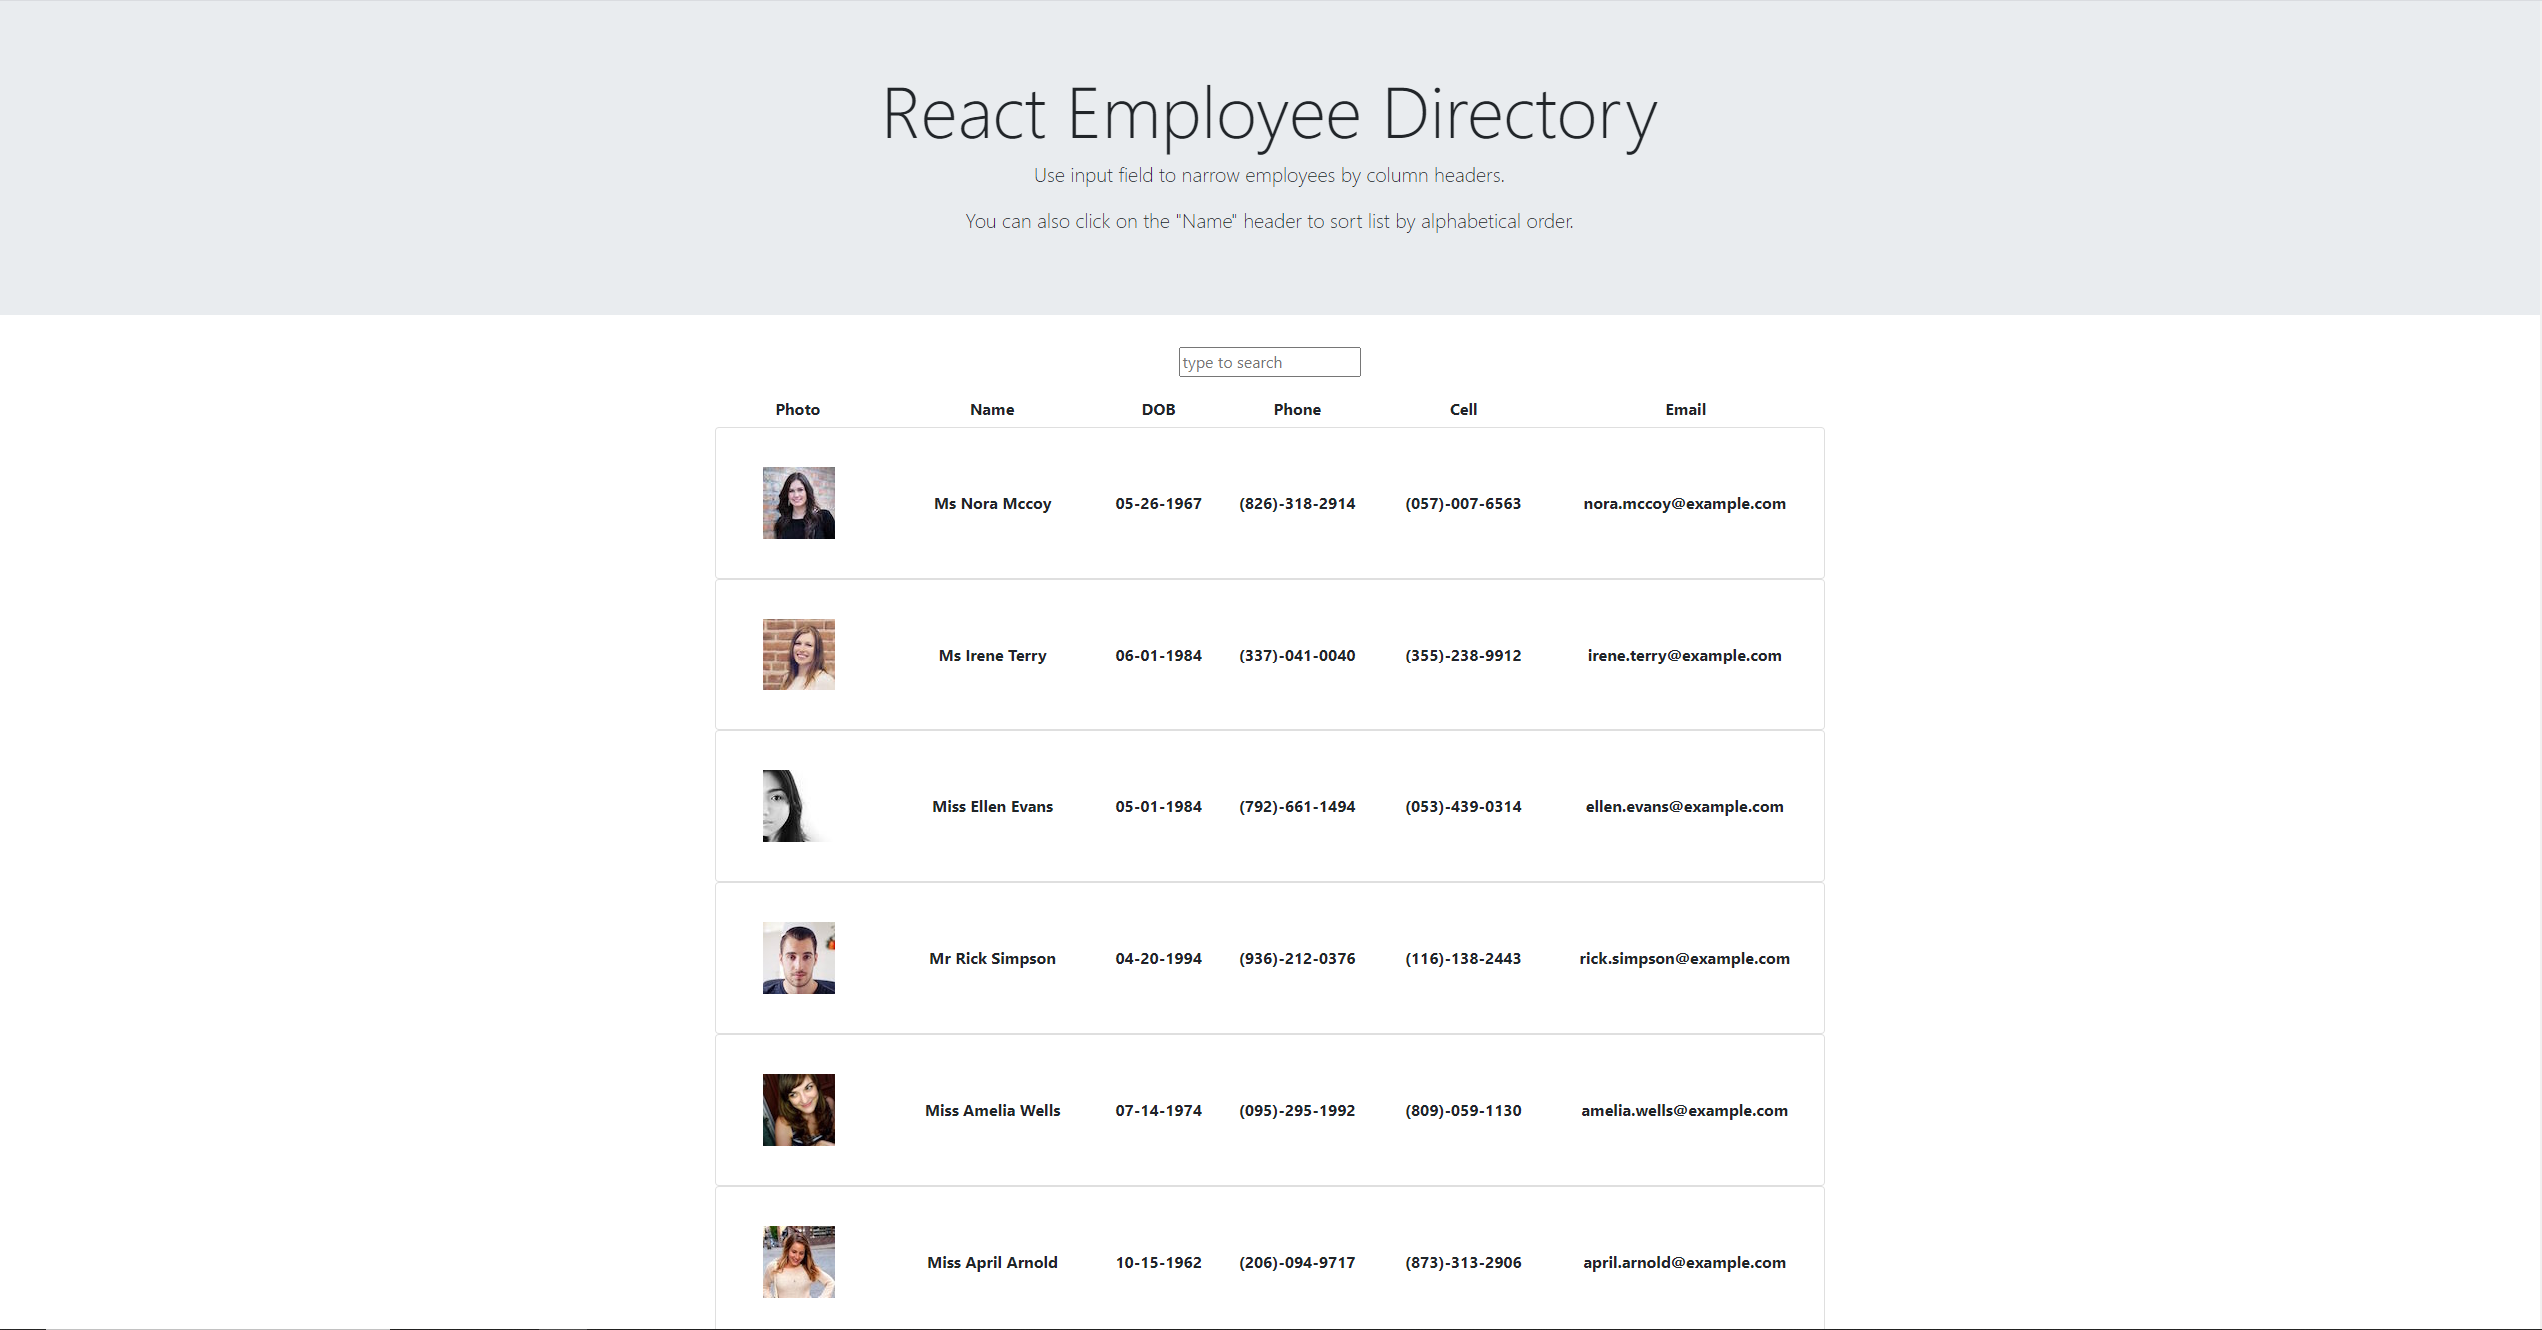 React Employee Directory
Use input field to narrow employees by column headers.
You can also click on the "Name" header to sort list by alphabetical order.
type to search
Photo Name DOB Phone Cell Email
Ms Nora Mccoy 05-26-1967 (826)-318-2914 (057)-007-6563 nora.mccoy@example.com
Ms Irene Terry 06-01-1984 (337)-041-0040 (355)-238-9912 irene.terry@example.com
Miss Ellen Evans 05-01-1984 (792)-661-1494 (053)-439-0314 ellen.evans@example.com
Mr Rick Simpson 04-20-1994 (936)-212-0376 (116)-138-2443 rick.simpson@example.com
Miss Amelia Wells 07-14-1974 (095)-295-1992 (809)-059-1130 amelia.wells@example.com
Miss April Arnold 10-15-1962 (206)-094-9717 (873)-313-2906 april.arnold@example.com